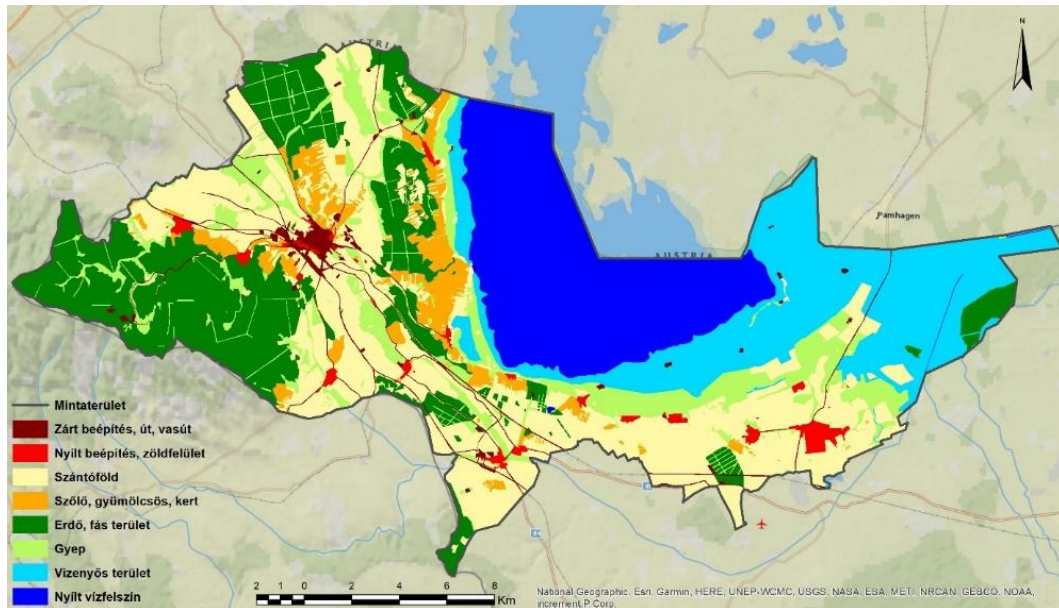 AUSTRIA
N
Pamhagen
AUSTRIA
Mintaterület
Zárt beépítés, út, vasút
Nyílt beépítés, zöldfelület
Szántóföld
Szőlő, gyümölcsös, kert
Erdő, fás terület
Gyep
Vizenyős terület
Nyílt vízfelszín
2 1 0 2 4 6 8
Km
National Geographic, Esri, Garmin, HERE, UNEP-WCMC, USGS, NASA, ESA, METI, NRCAN, GEBCO, NOAA,
increment P Corp.